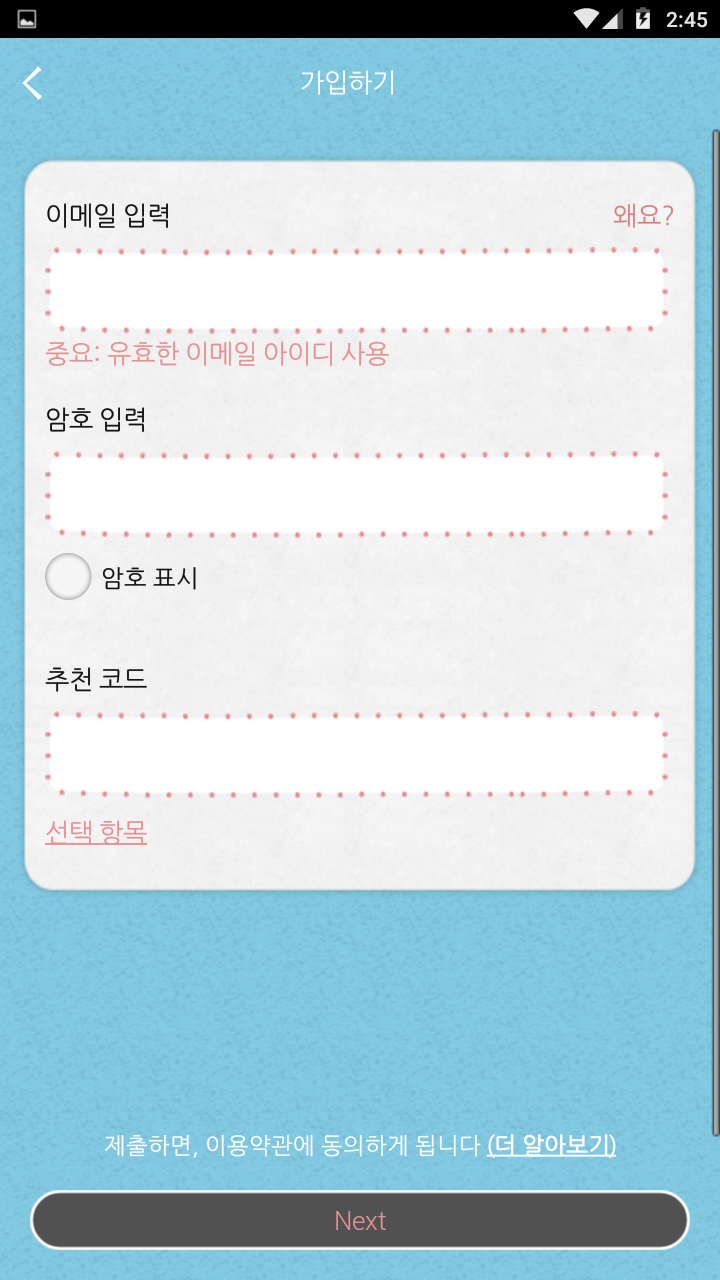 2:45
가입하기
이메일 입력 왜요?
중요: 유효한 이메일 아이디 사용
암호 입력
암호 표시
추천 코드
선택 항목
제출하면, 이용약관에 동의하게 됩니다 (더 알아보기)
Next